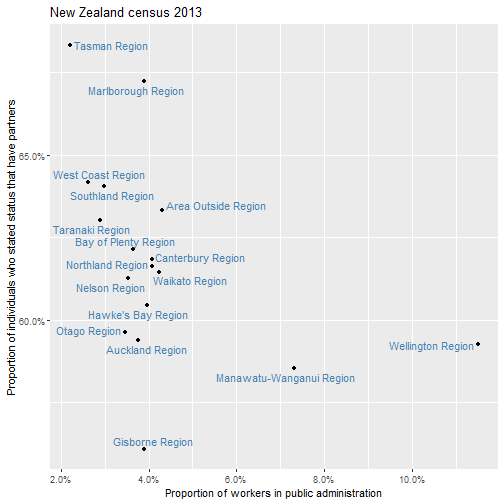 New Zealand census 2013
Tasman Region
Marlborough Region
65.0%
West Coast Region
Southland Region
Area Outside Region
Taranaki Region
Bay of Plenty Region
Canterbury Region
Northland Region
Waikato Region
Nelson Region
Hawke's Bay Region
60.0%
Otago Region
Auckland Region
Wellington Region
Manawatu-Wanganui Region
Gisborne Region
2.0%
4.0%
6.0%
8.0%
10.0%
Proportion of workers in public administration
Proportion of individuals who stated status that have partners